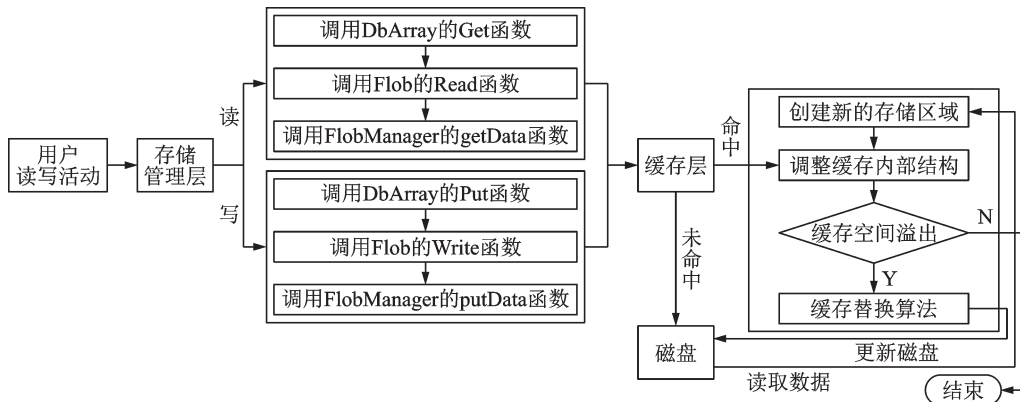 用户
读写活动
存储
管理层
读
写
调用DbArray的Get函数
调用Flob的Read函数
调用FlobManager的getData函数
调用DbArray的Put函数
调用Flob的Write函数
调用FlobManager的putData函数
缓存层
命中
未命中
磁盘
创建新的存储区域
调整缓存内部结构
缓存空间溢出
N
Y
缓存替换算法
更新磁盘
读取数据
结束